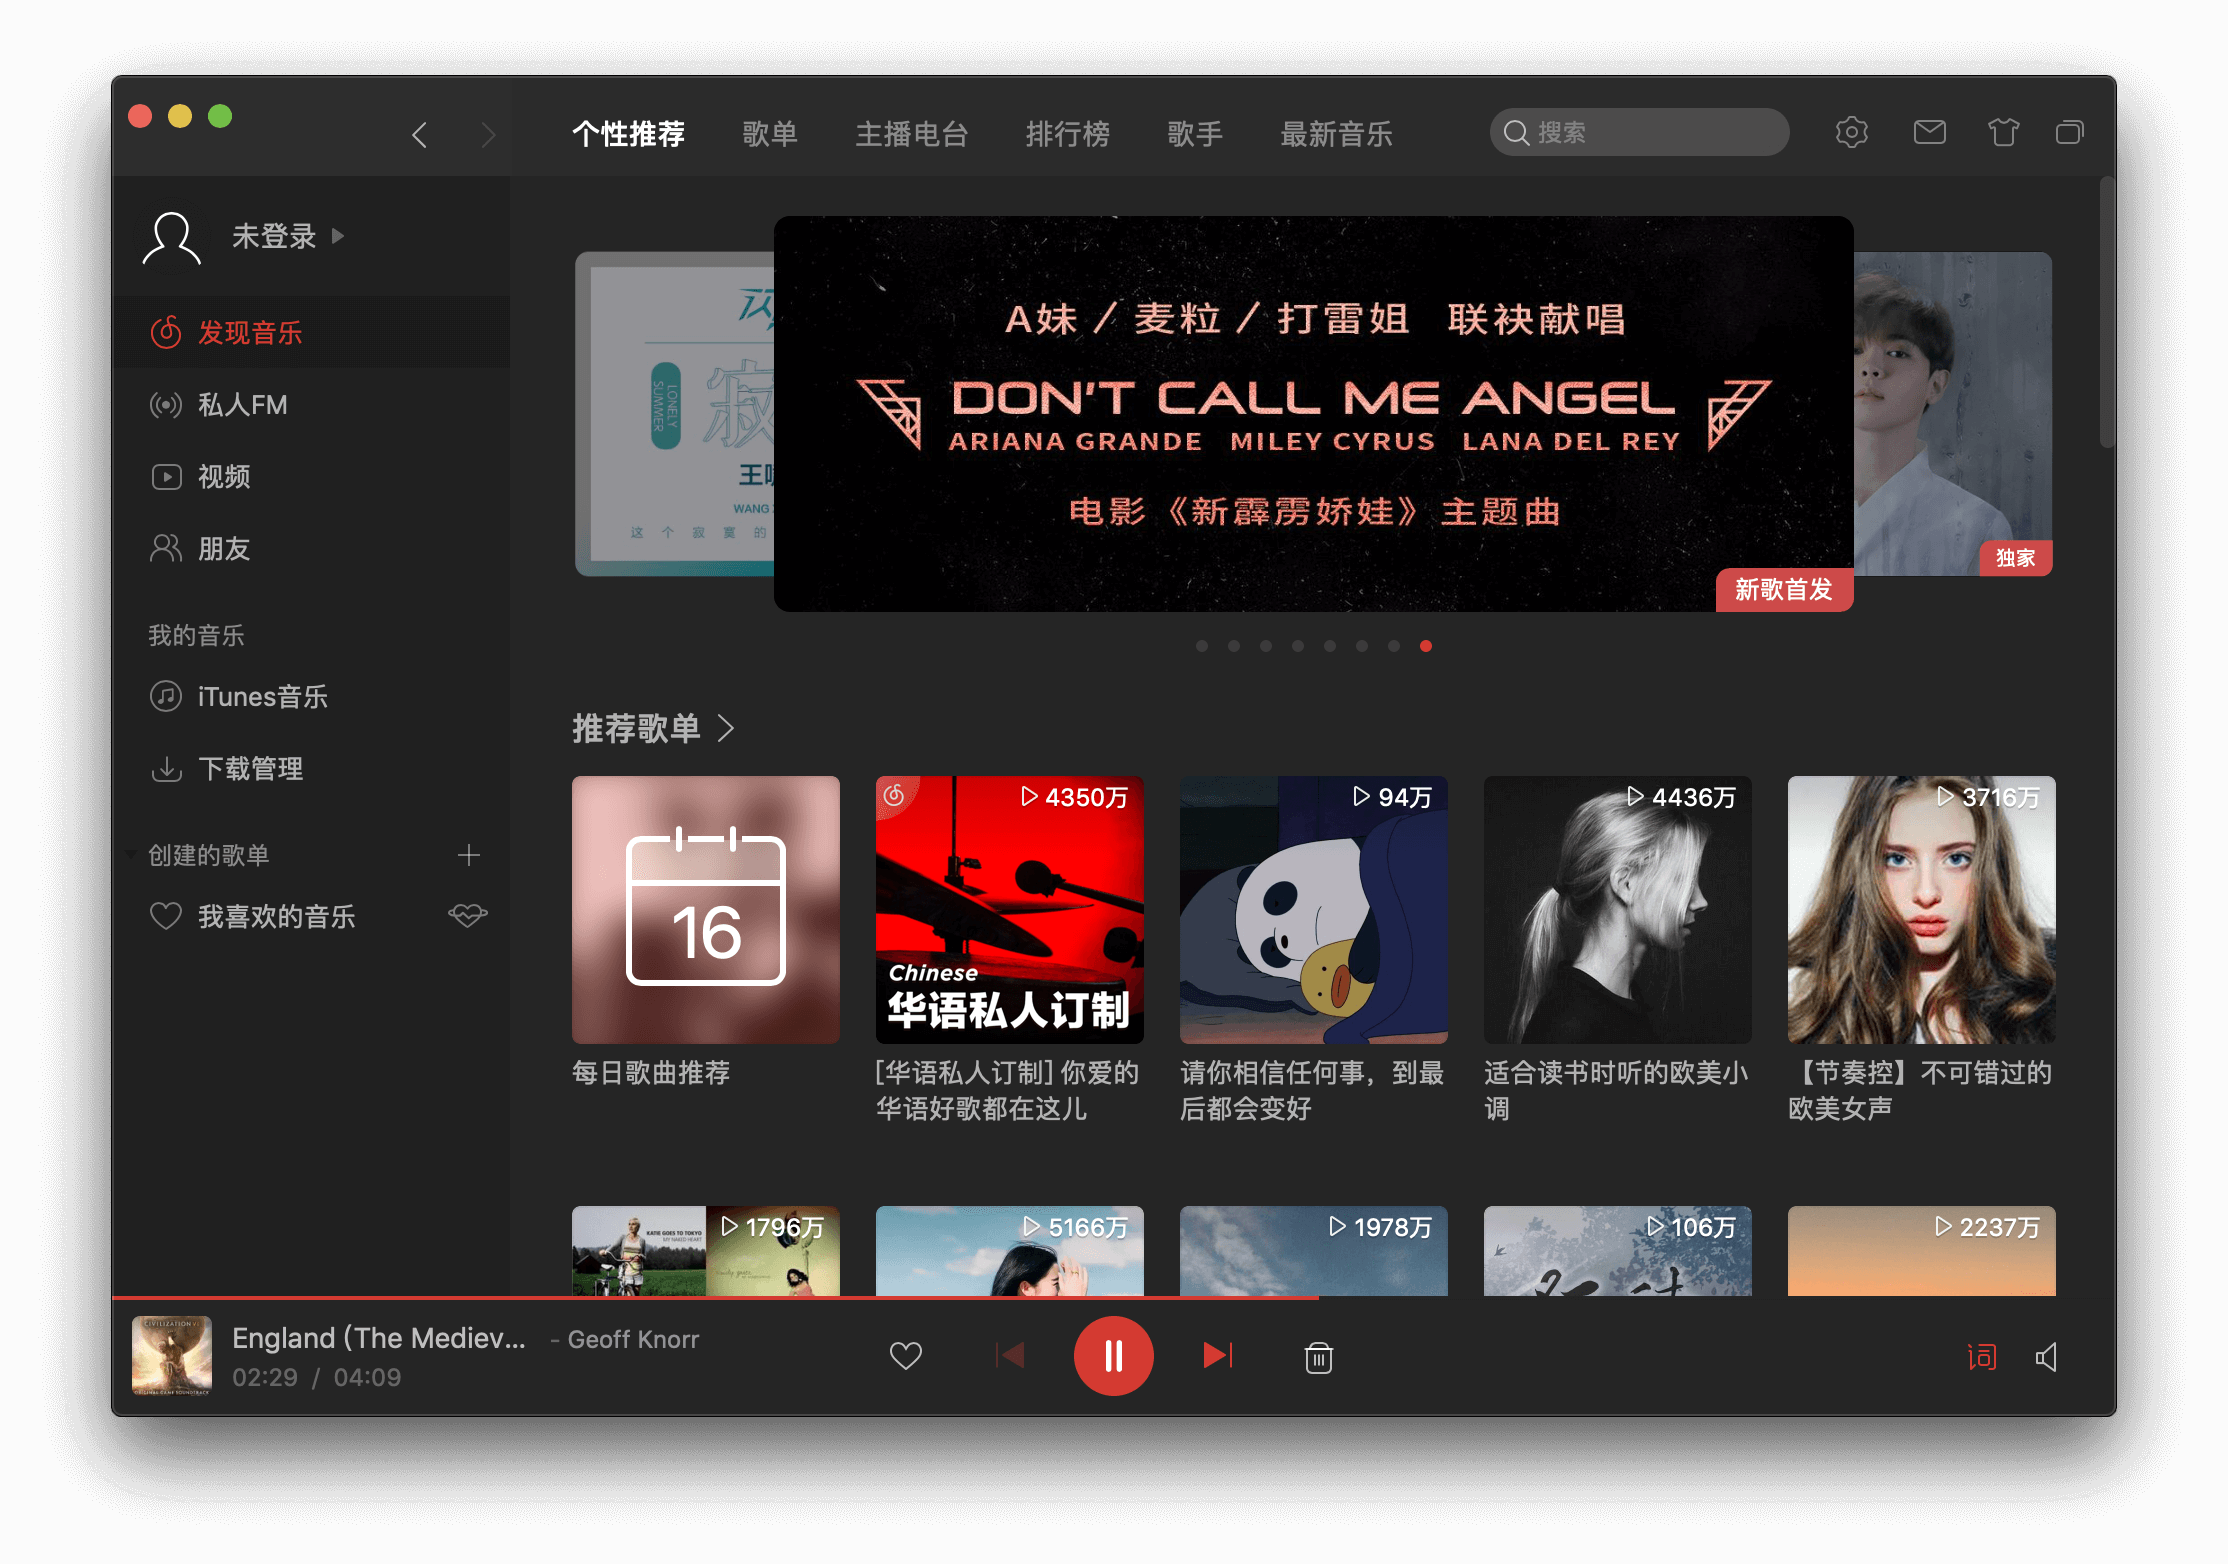 个性推荐 歌单 主播电台 排行榜 歌手 最新音乐
搜索
未登录
发现音乐
私人FM
视频
朋友
我的音乐
iTunes音乐
下载管理
创建的歌单
我喜欢的音乐
LONELY
SUMMER
寂
WANG
这 个 寂 寞 的
A妹 / 麦粒 / 打雷姐 联袂献唱
DON'T CALL ME ANGEL
ARIANA GRANDE MILEY CYRUS LANA DEL REY
电影《新霹雳娇娃》主题曲
新歌首发
独家
推荐歌单
16
每日歌曲推荐
4350万
Chinese
华语私人订制
[华语私人订制] 你爱的
华语好歌都在这儿
94万
请你相信任何事，到最
后都会变好
4436万
适合读书时听的欧美小
调
3716万
【节奏控】不可错过的
欧美女声
KATIE GOES TO TOKYO
MY NAKED HEART
1796万
5166万
1978万
106万
2237万
CIVILIZATION VI
ORIGINAL GAME SOUNDTRACK
England (The Mediev... - Geoff Knorr
02:29 / 04:09
词